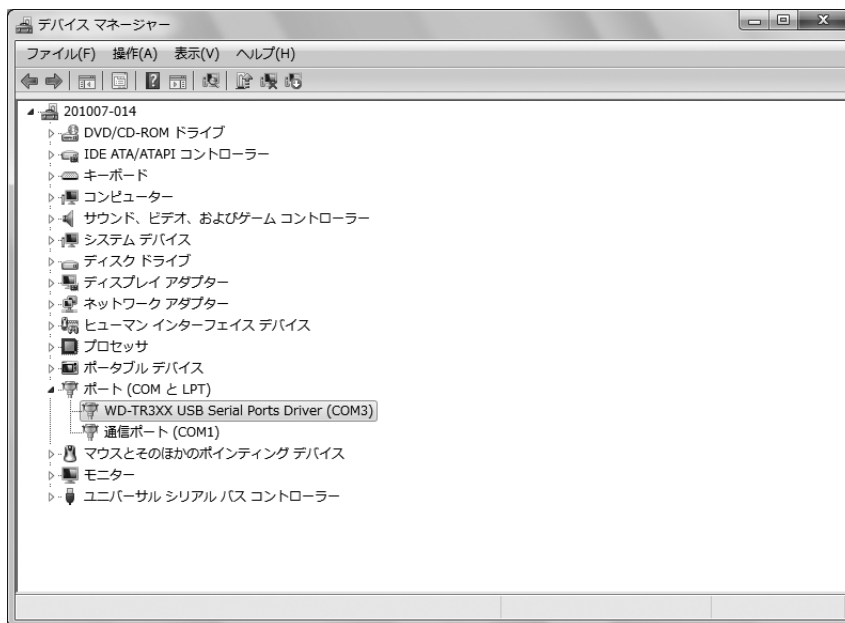 デバイス マネージャー
ファイル(F) 操作(A) 表示(V) ヘルプ(H)
201007-014
DVD/CD-ROM ドライブ
IDE ATA/ATAPI コントローラー
キーボード
コンピューター
サウンド、ビデオ、およびゲーム コントローラー
システム デバイス
ディスク ドライブ
ディスプレイ アダプター
ネットワーク アダプター
ヒューマン インターフェイス デバイス
プロセッサ
ポータブル デバイス
ポート (COM と LPT)
WD-TR3XX USB Serial Ports Driver (COM3)
通信ポート (COM1)
マウスとそのほかのポインティング デバイス
モニター
ユニバーサル シリアル バス コントローラー